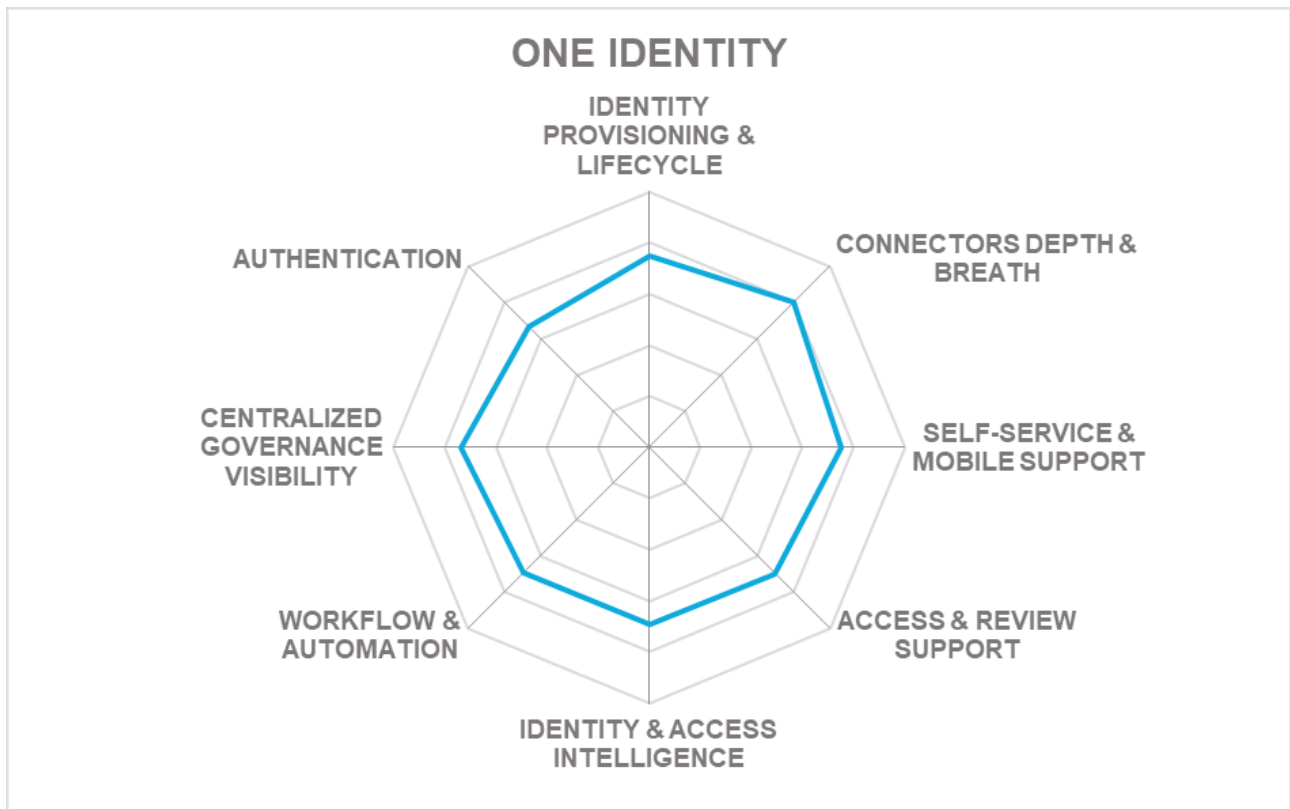 ONE IDENTITY
IDENTITY
PROVISIONING &
LIFECYCLE
CONNECTORS DEPTH &
BREATH
SELF-SERVICE &
MOBILE SUPPORT
ACCESS & REVIEW
SUPPORT
IDENTITY & ACCESS
INTELLIGENCE
WORKFLOW &
AUTOMATION
CENTRALIZED
GOVERNANCE
VISIBILITY
AUTHENTICATION